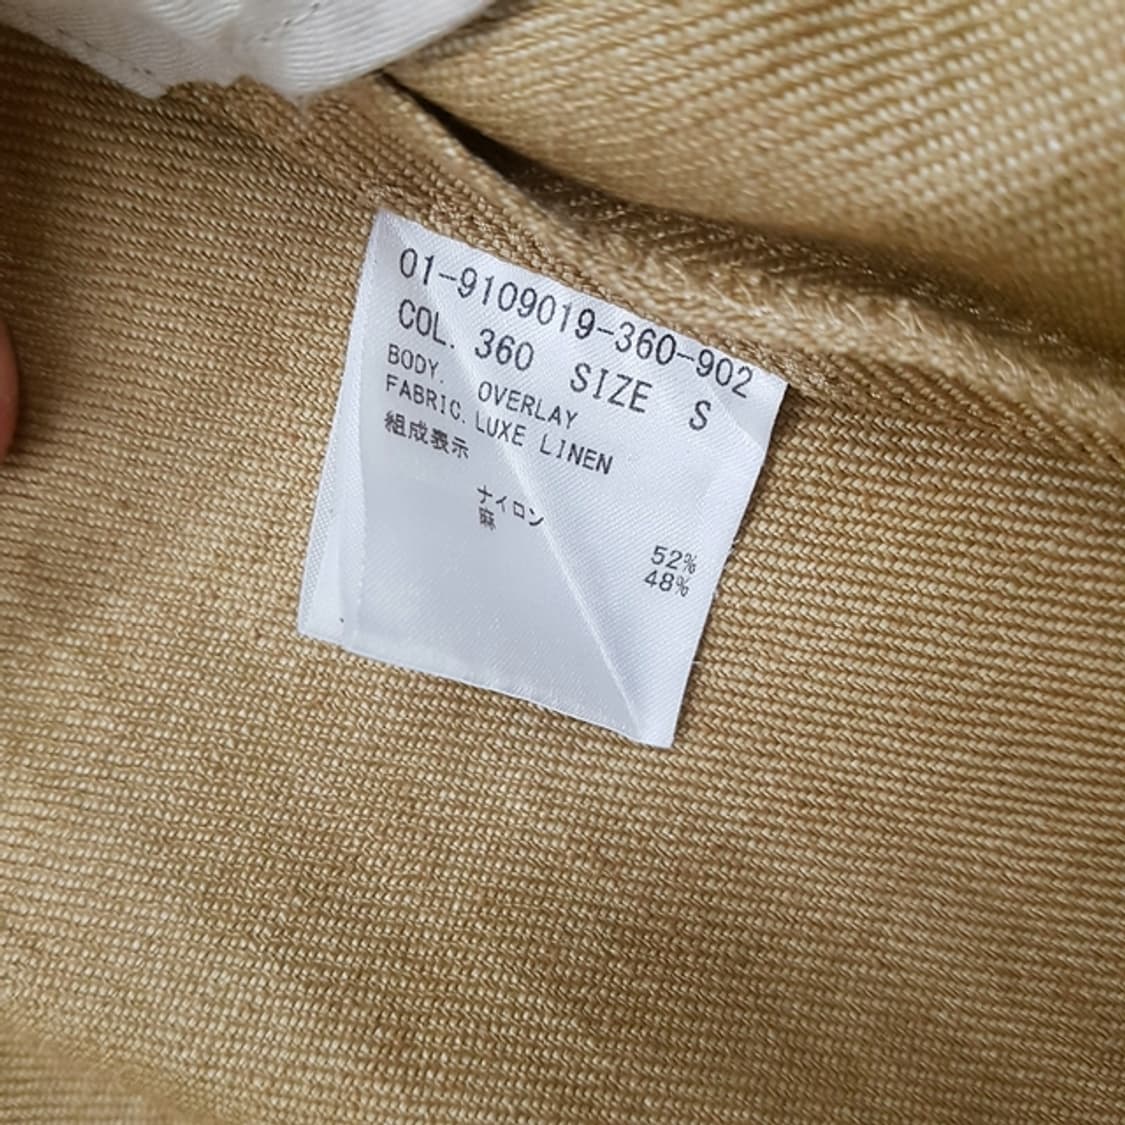 01-9109019-360-902
COL. 360 SIZE S
BODY. OVERLAY
FABRIC. LUXE LINEN
組成表示
ナイロン 52%
麻 48%